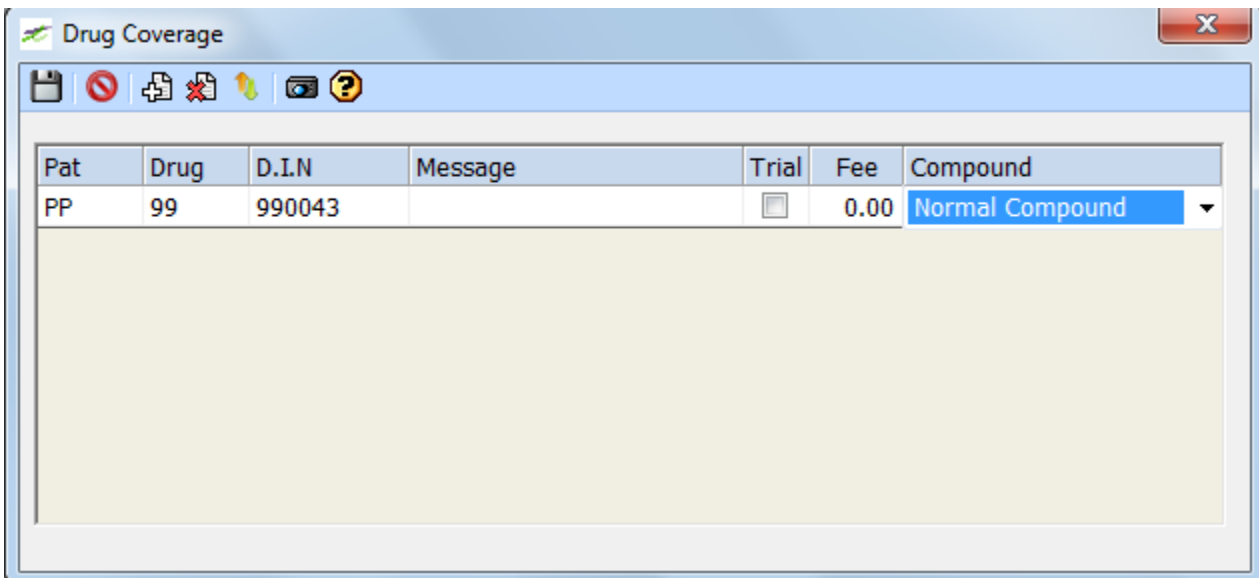 Drug Coverage
Pat Drug D.I.N Message Trial Fee Compound
PP 99 990043 0.00 Normal Compound